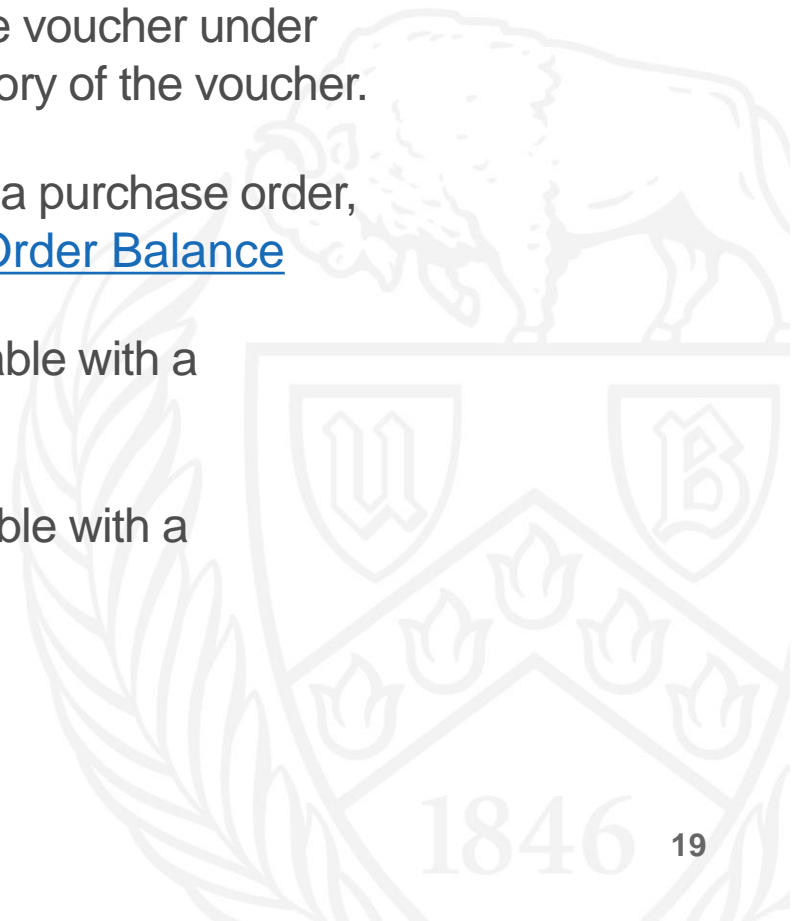 e voucher under
ory of the voucher.
a purchase order,
Order Balance
able with a
ble with a
U B
1846
19